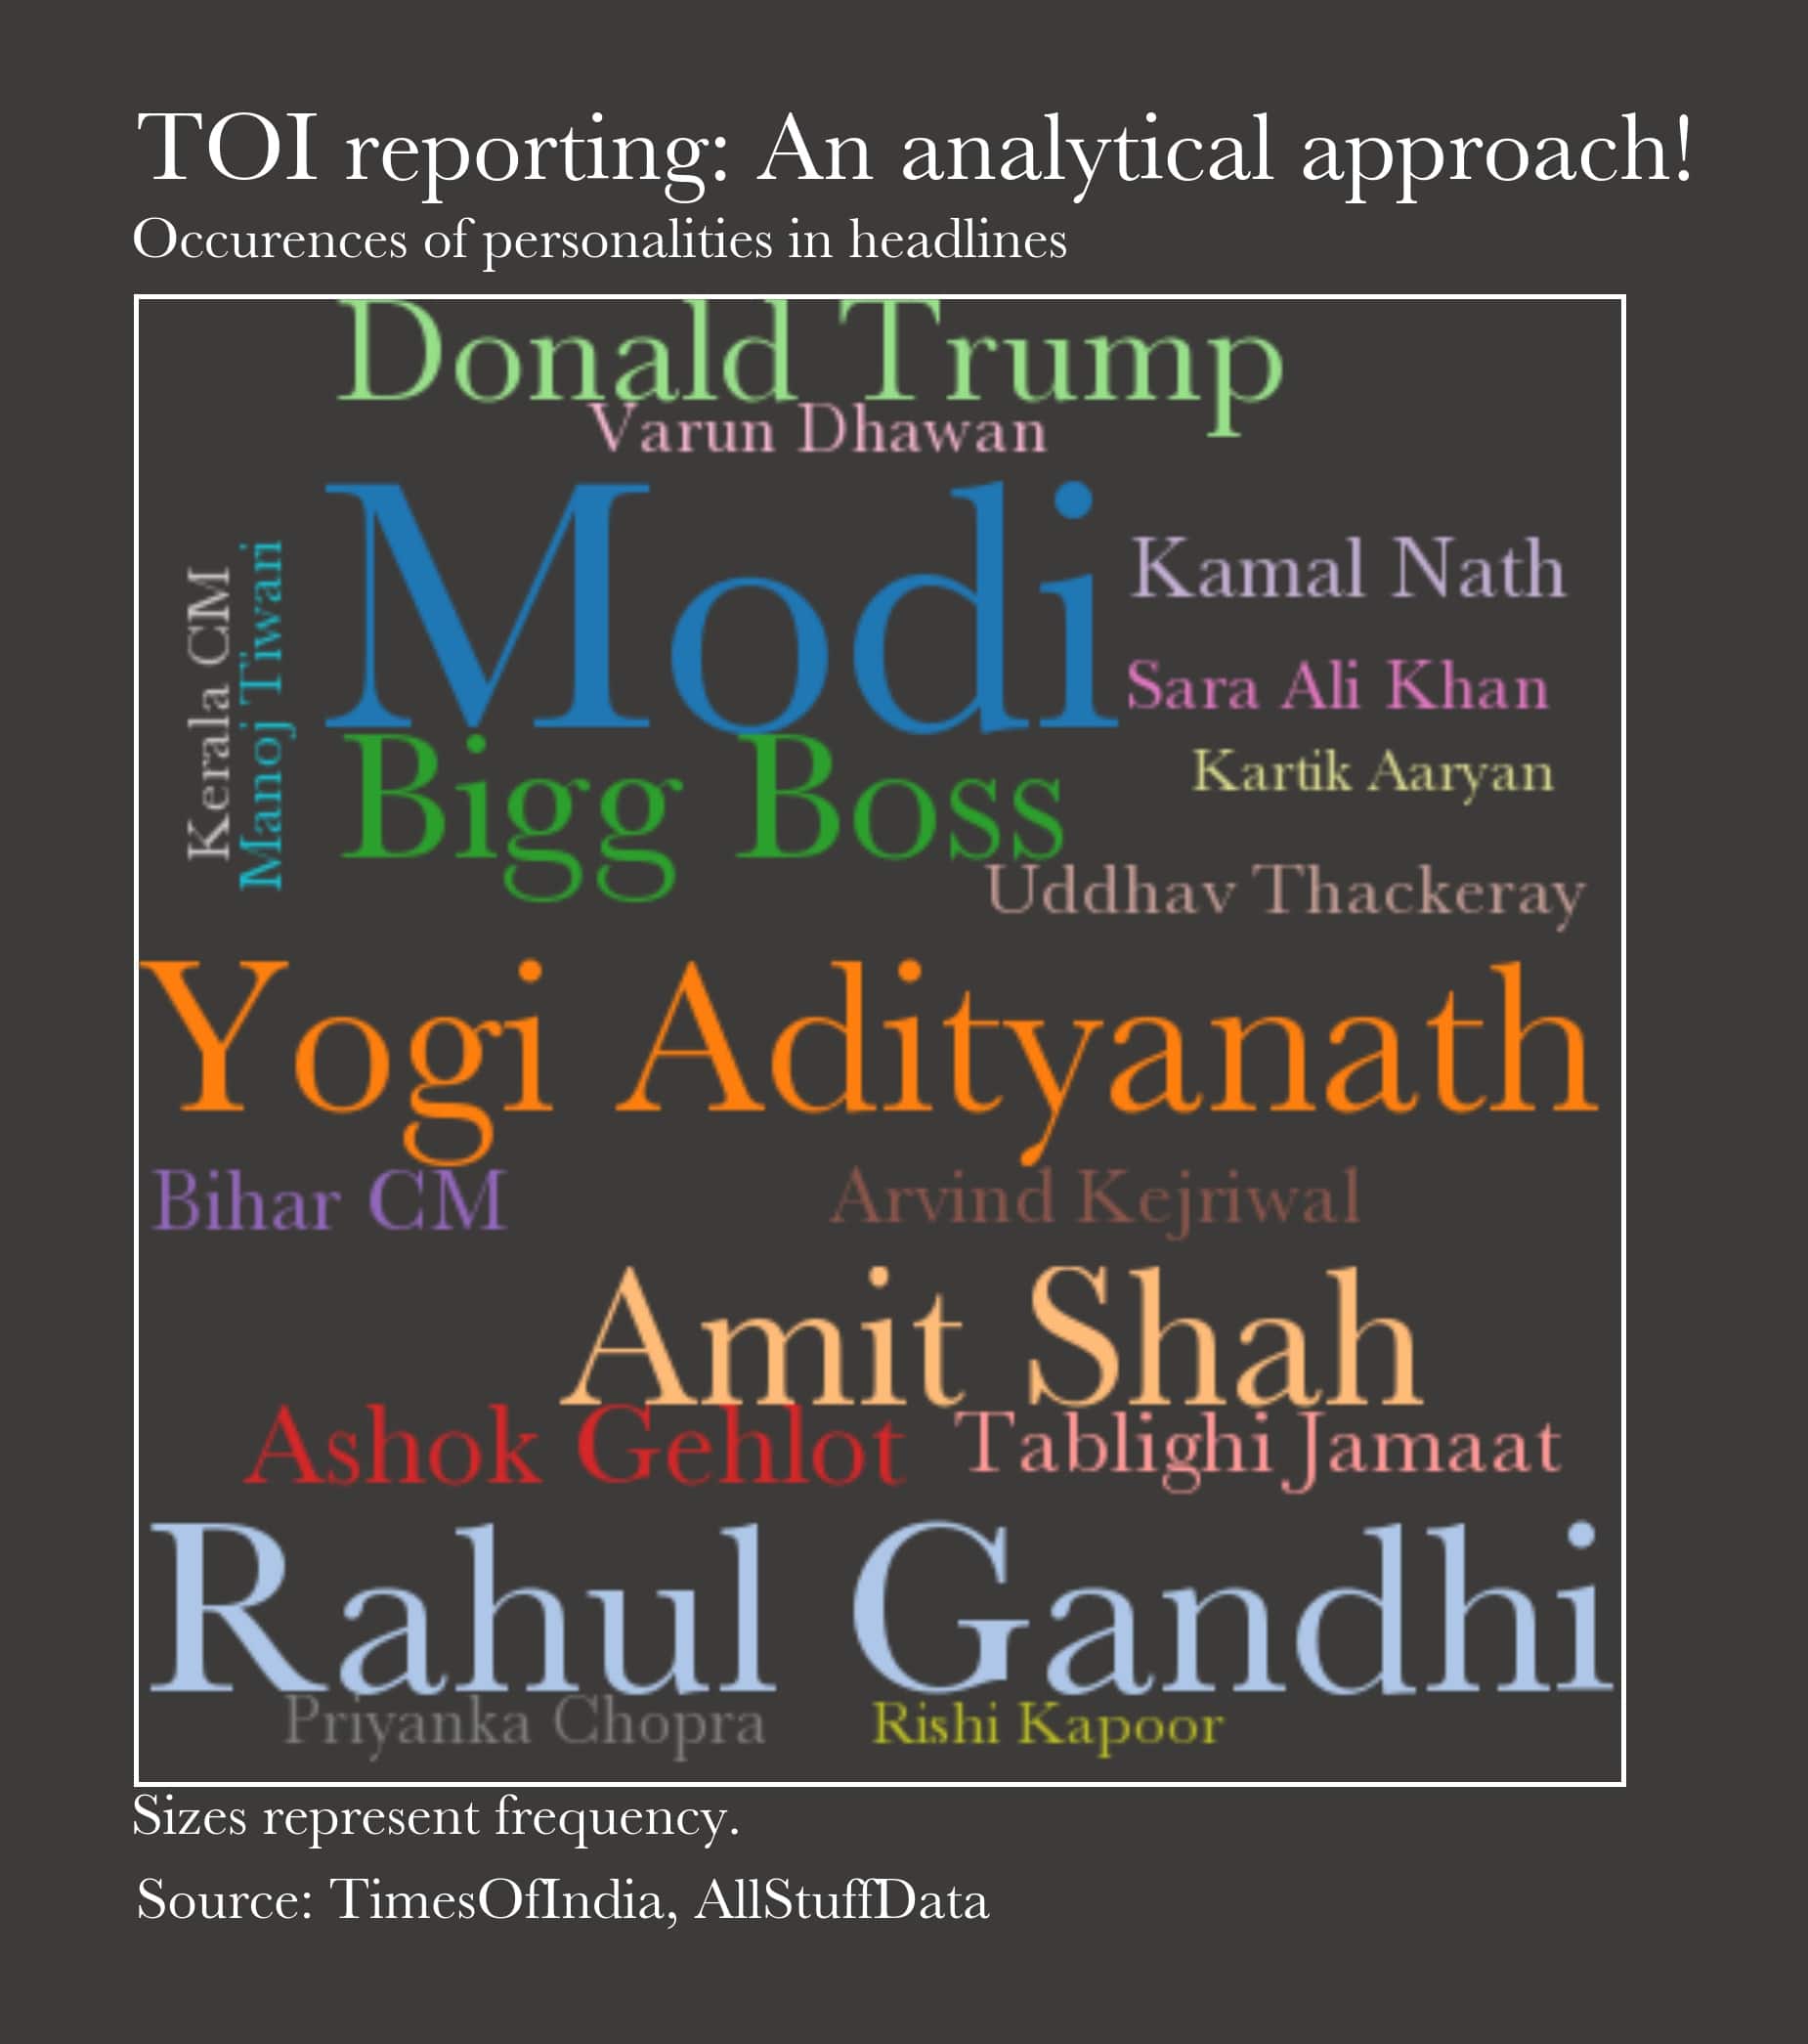 TOI reporting: An analytical approach!
Occurences of personalities in headlines
Donald Trump
Varun Dhawan
Modi
Kamal Nath
Kerala CM
Manoj Tiwari
Sara Ali Khan
Bigg Boss
Kartik Aaryan
Uddhav Thackeray
Yogi Adityanath
Bihar CM
Arvind Kejriwal
Amit Shah
Ashok Gehlot
Tablighi Jamaat
Rahul Gandhi
Priyanka Chopra
Rishi Kapoor
Sizes represent frequency.
Source: TimesOfIndia, AllStuffData